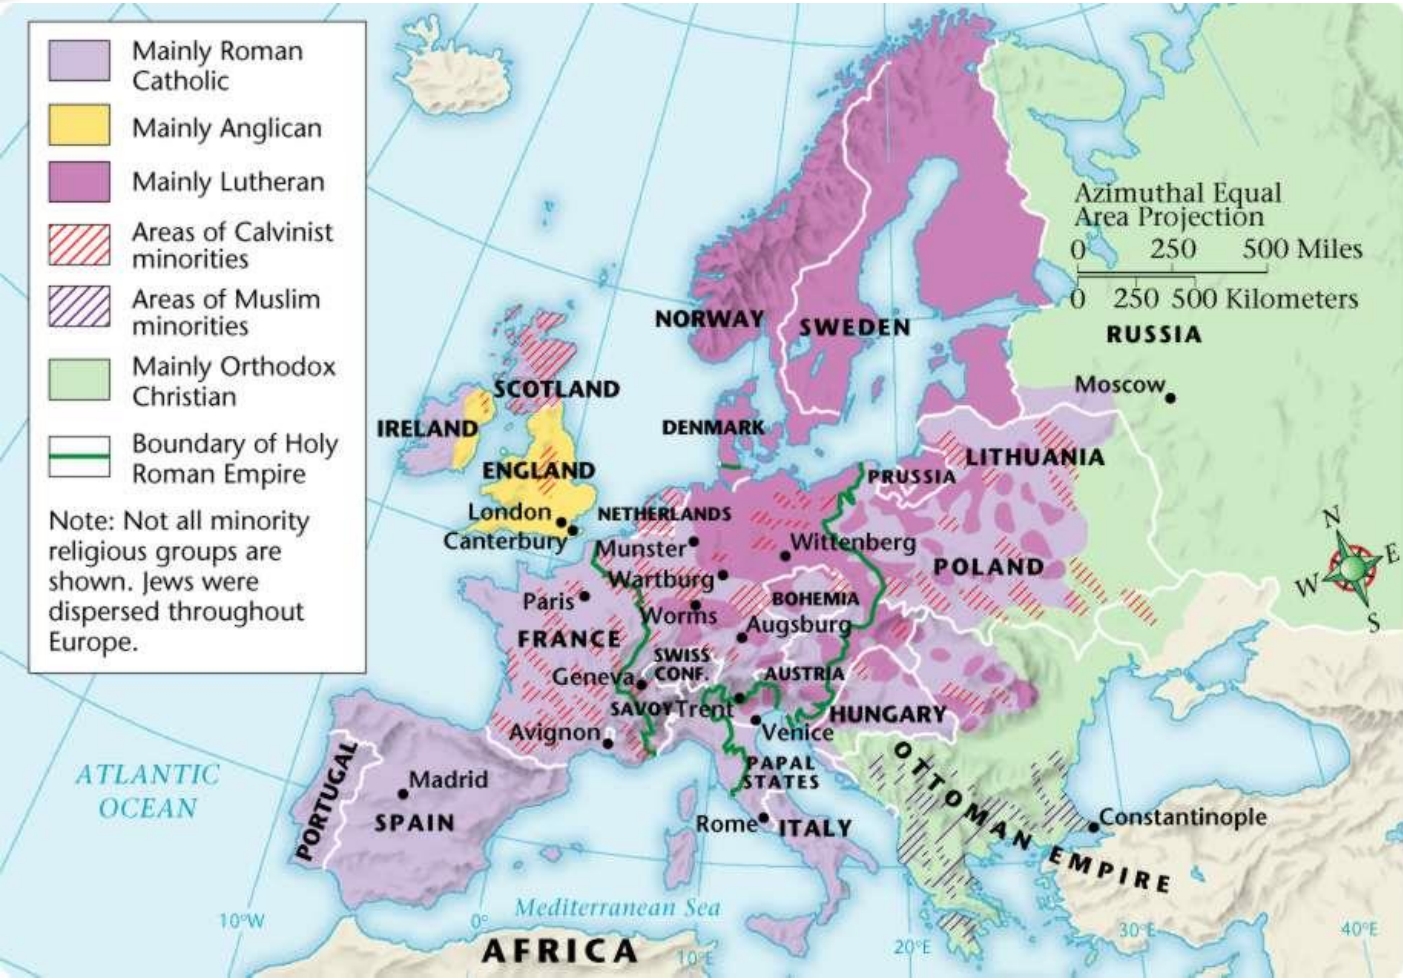 Mainly Roman
Catholic
Mainly Anglican
Mainly Lutheran
Areas of Calvinist
minorities
Areas of Muslim
minorities
Mainly Orthodox
Christian
Boundary of Holy
Roman Empire
Note: Not all minority
religious groups are
shown. Jews were
dispersed throughout
Europe.
Azimuthal Equal
Area Projection
0 250 500 Miles
0 250 500 Kilometers
NORWAY
SWEDEN
RUSSIA
Moscow
SCOTLAND
IRELAND
DENMARK
ENGLAND
LITHUANIA
PRUSSIA
London
NETHERLANDS
Canterbury
Munster
Wittenberg
POLAND
Wartburg
Paris
BOHEMIA
Worms
Augsburg
FRANCE
SWISS
CONF.
Geneva
AUSTRIA
SAVOY
Trent
HUNGARY
Avignon
Venice
PAPAL
STATES
ATLANTIC
OCEAN
PORTUGAL
Madrid
SPAIN
Rome
ITALY
OTTOMAN EMPIRE
Constantinople
N
E
W
S
Mediterranean Sea
AFRICA
10°W
0°
10°E
20°E
30°E
40°E